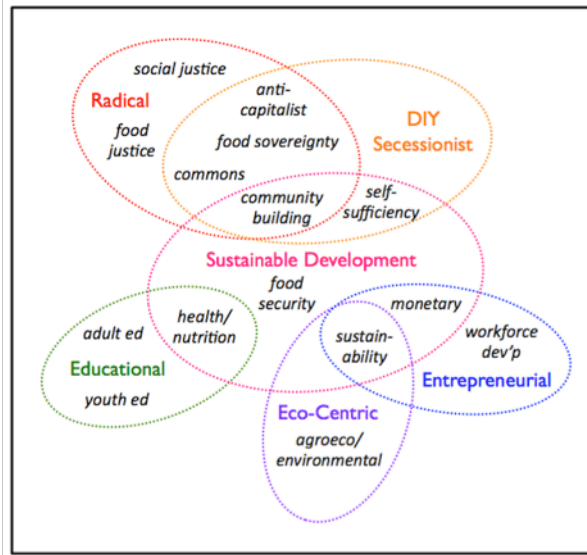 social justice
Radical
anti-
capitalist
DIY
Secessionist
food
justice
food sovereignty
commons
community
building
self-
sufficiency
Sustainable Development
food
security
monetary
adult ed
health/
nutrition
sustain-
ability
workforce
dev'p
Educational
Entrepreneurial
youth ed
Eco-Centric
agroeco/
environmental